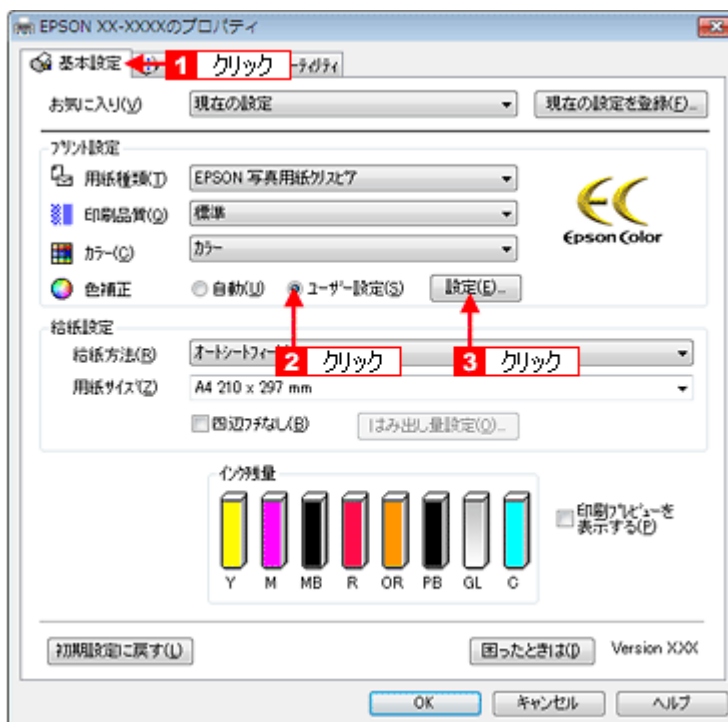 EPSON XX-XXXXのプロパティ
基本設定 1 クリック ーティリティ
お気に入り(V) 現在の設定 現在の設定を登録(F)...
プリント設定
用紙種類(T) EPSON 写真用紙クリスピア
印刷品質(Q) 標準
カラー(C) カラー
色補正 自動(U) ユーザー設定(S) 設定(E)...
EPSON Color
給紙設定
給紙方法(R) オートシートフィー
2 クリック 3 クリック
用紙サイズ(Z) A4 210 x 297 mm
四辺フチなし(B) はみ出し量設定(O)...
インク残量
Y M MB R OR PB GL C
印刷プレビューを
表示する(P)
初期設定に戻す(L) 困ったときは(I) Version X.XX
OK キャンセル ヘルプ